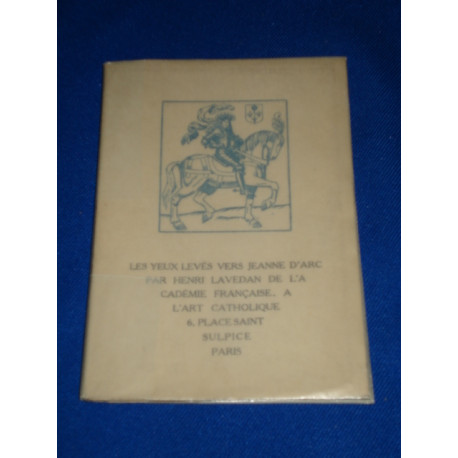 LES YEUX LEVÉS VERS JEANNE D'ARC
PAR HENRI LAVEDAN DE L'A
CADÉMIE FRANÇAISE.. A
L'ART CATHOLIQUE
6, PLACE SAINT
SULPICE
PARIS